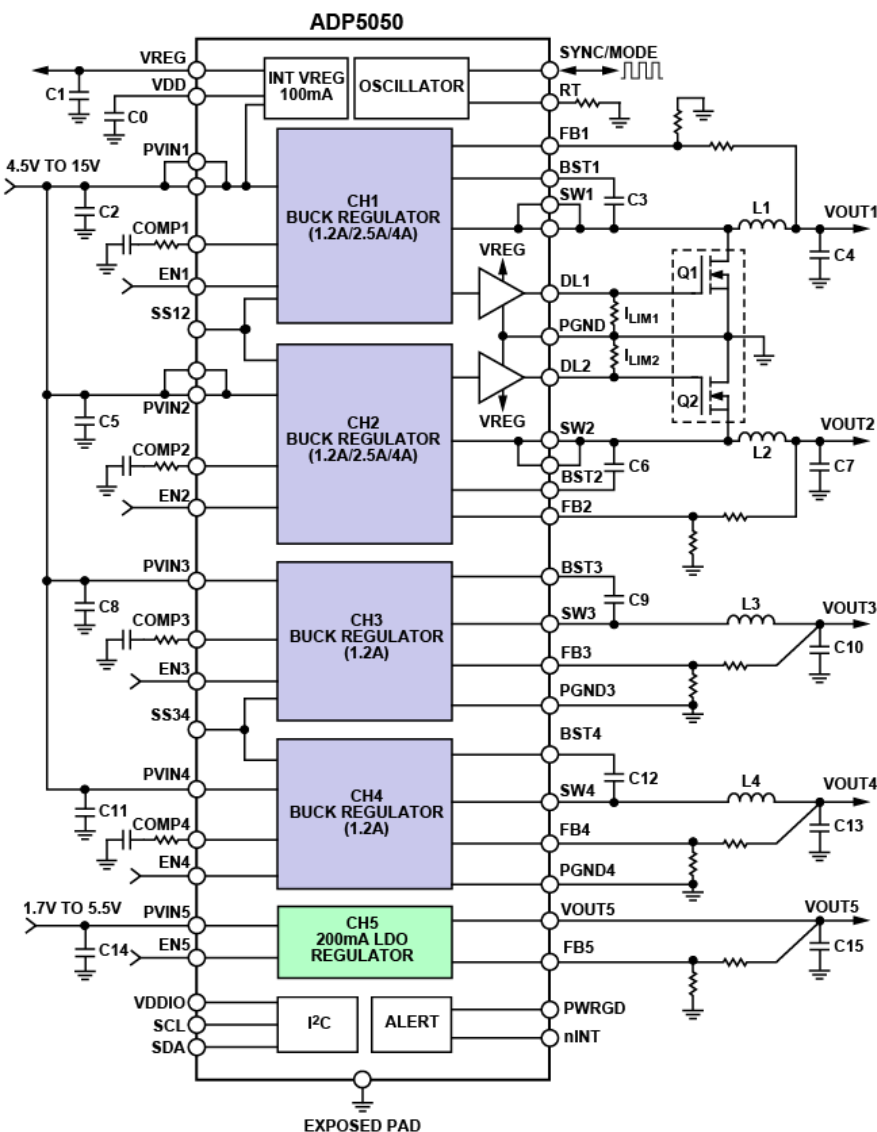 ADP5050
VREG
VDD
C1
C0
INT VREG
100mA
OSCILLATOR
SYNC/MODE
RT
FB1
PVIN1
4.5V TO 15V
C2
COMP1
EN1
SS12
CH1
BUCK REGULATOR
(1.2A/2.5A/4A)
BST1
SW1
C3
L1
VOUT1
C4
VREG
Q1
DL1
ILIM1
PGND
ILIM2
DL2
Q2
VREG
PVIN2
C5
COMP2
EN2
CH2
BUCK REGULATOR
(1.2A/2.5A/4A)
SW2
BST2
C6
L2
VOUT2
C7
FB2
PVIN3
C8
COMP3
EN3
SS34
CH3
BUCK REGULATOR
(1.2A)
BST3
C9
SW3
L3
VOUT3
C10
FB3
PGND3
PVIN4
C11
COMP4
EN4
CH4
BUCK REGULATOR
(1.2A)
BST4
C12
SW4
L4
VOUT4
C13
FB4
PGND4
1.7V TO 5.5V
PVIN5
C14
EN5
CH5
200mA LDO
REGULATOR
VOUT5
VOUT5
C15
FB5
VDDIO
SCL
SDA
I2C
ALERT
PWRGD
nINT
EXPOSED PAD